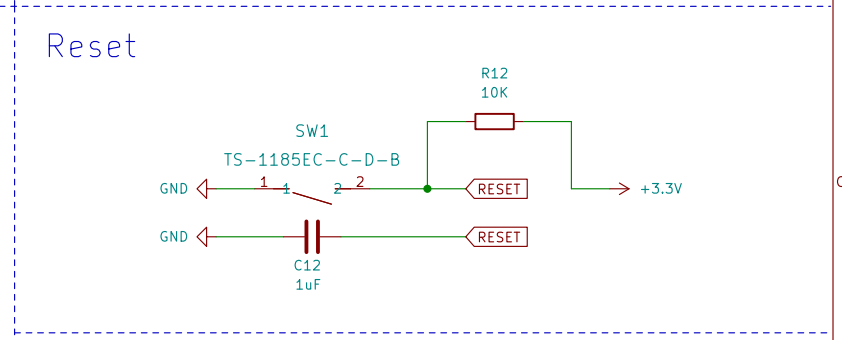 Reset
R12
10K
SW1
TS-1185EC-C-D-B
GND
1
1
2
2
RESET
+3.3V
GND
RESET
C12
1uF